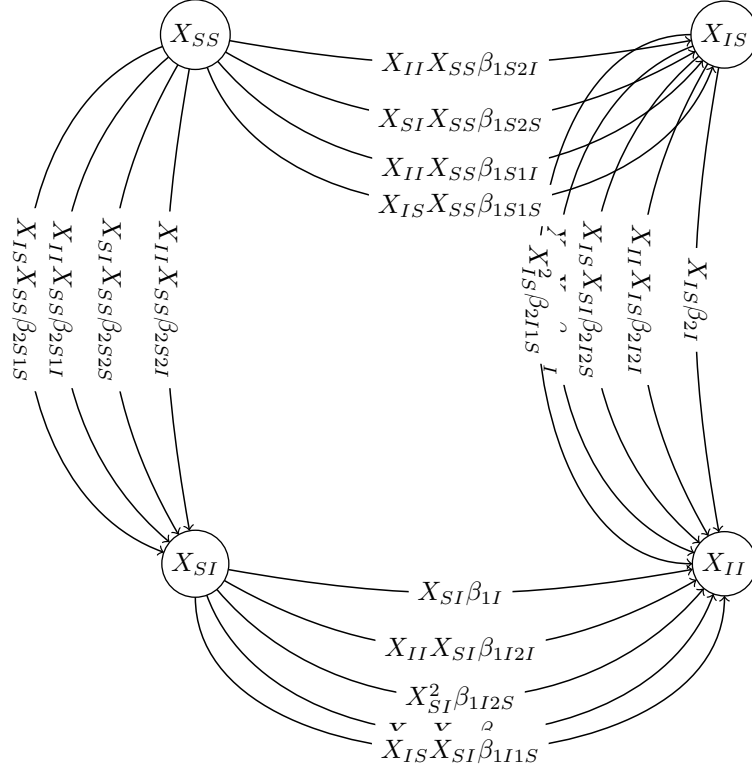 X_{SS}
X_{IS}
X_{II}X_{SS}β_{1S2I}
X_{SI}X_{SS}β_{1S2S}
X_{II}X_{SS}β_{1S1I}
X_{IS}X_{SS}β_{1S1S}
X_{IS}X_{SS}β_{2S1S}
X_{II}X_{SS}β_{2S1I}
X_{SI}X_{SS}β_{2S2S}
X_{II}X_{SS}β_{2S2I}
X^2_{IS}β_{2I1S}
X_{IS}X_{SI}β_{2I2S}
X_{II}X_{IS}β_{2I2I}
X_{IS}β_{2I}
X_{SI}
X_{II}
X_{SI}β_{1I}
X_{II}X_{SI}β_{1I2I}
X^2_{SI}β_{1I2S}
X_{IS}X_{SI}β_{1I1S}